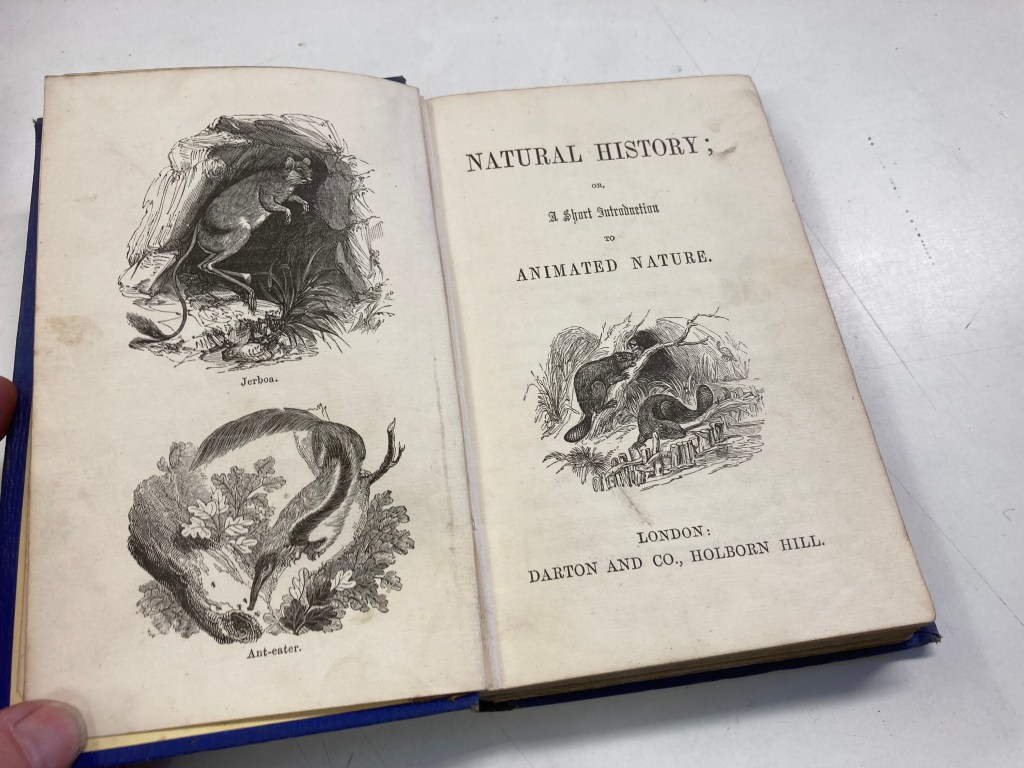 Jerboa.
Ant-eater.
NATURAL HISTORY;
OR,
A Short Introduction
TO
ANIMATED NATURE.
LONDON:
DARTON AND CO., HOLBORN HILL.